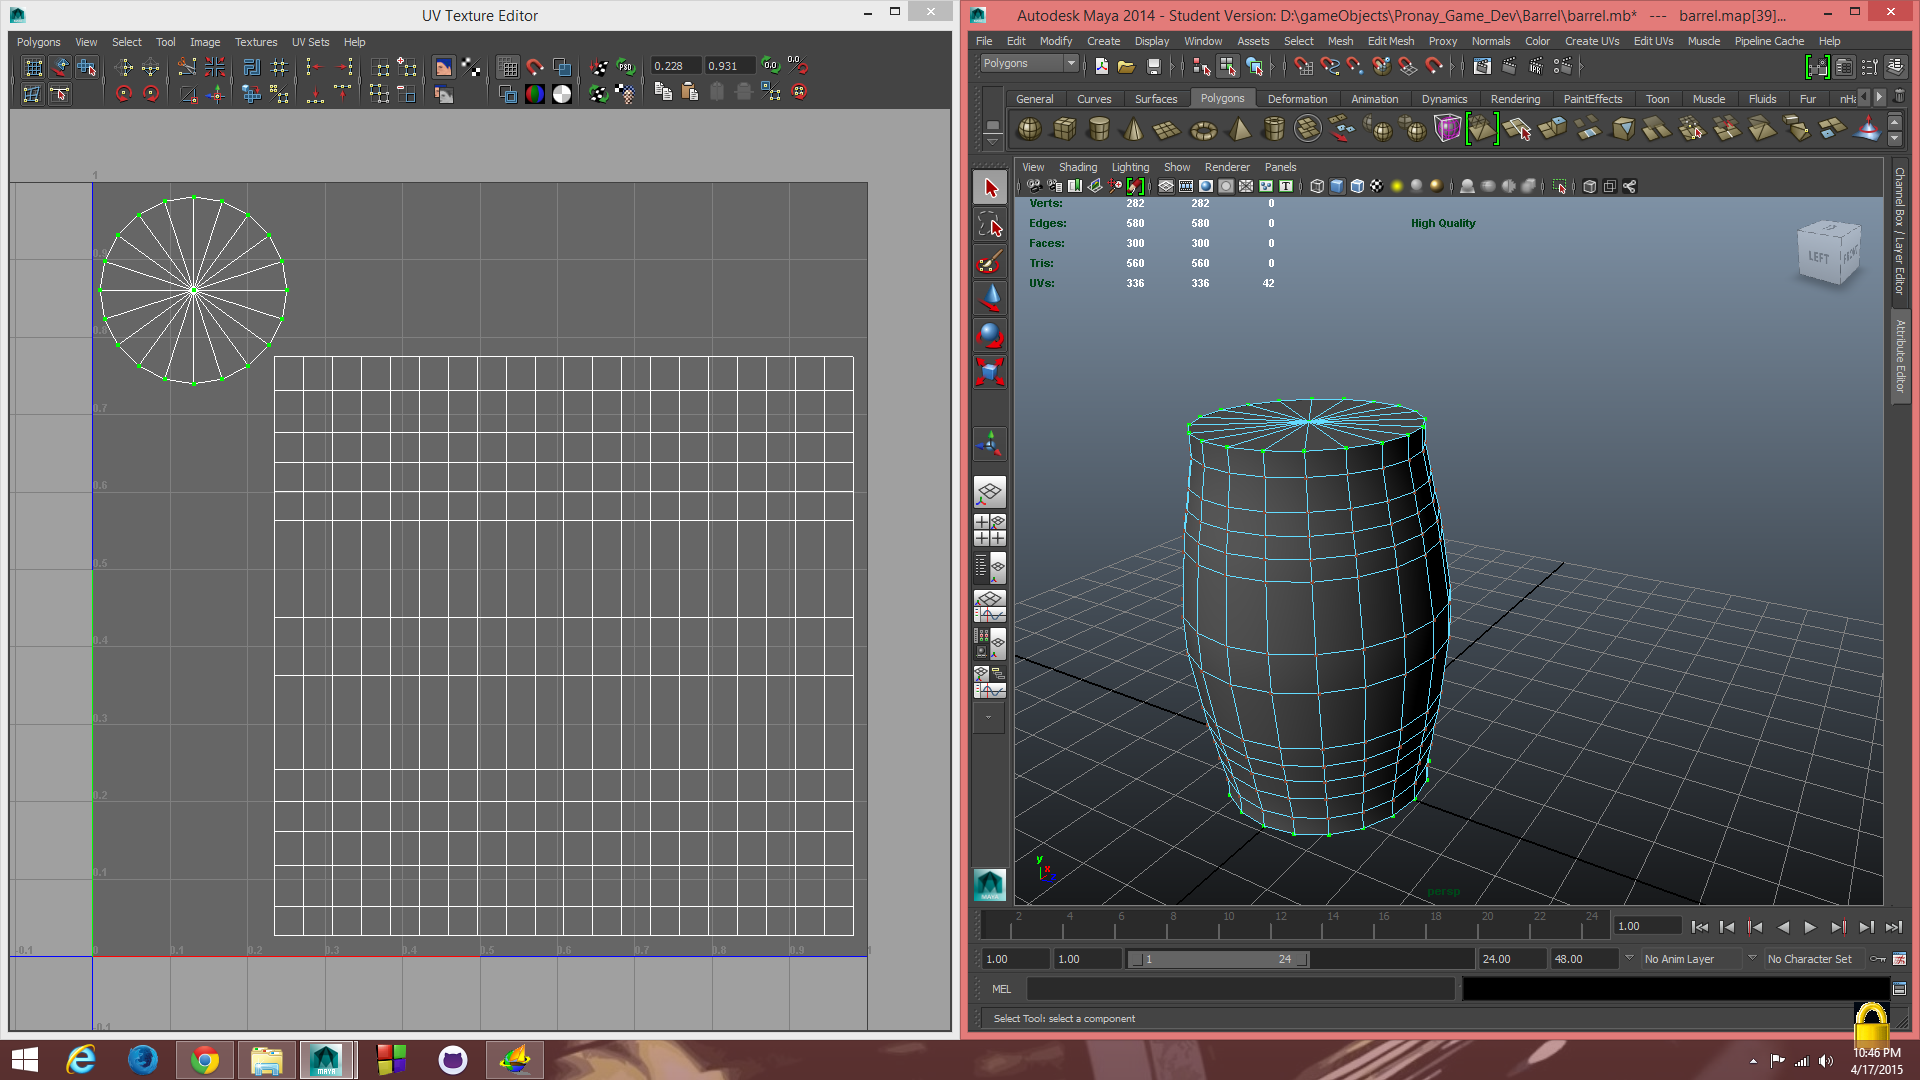 UV Texture Editor
Polygons View Select Tool Image Textures UV Sets Help
0.228 0.931
1
0.9
0.8
0.7
0.6
0.5
0.4
0.3
0.2
0.1
-0.1 0 0.1 0.2 0.3 0.4 0.5 0.6 0.7 0.8 0.9 1
-0.1
Autodesk Maya 2014 - Student Version: D:\gameObjects\Pronay_Game_Dev\Barrel\barrel.mb* --- barrel.map[39]...
File Edit Modify Create Display Window Assets Select Mesh Edit Mesh Proxy Normals Color Create UVs Edit UVs Muscle Pipeline Cache Help
Polygons
General Curves Surfaces Polygons Deformation Animation Dynamics Rendering PaintEffects Toon Muscle Fluids Fur nHa
View Shading Lighting Show Renderer Panels
Verts: 282 282 0
Edges: 580 580 0
Faces: 300 300 0
Tris: 560 560 0
UVs: 336 336 42
High Quality
LEFT FRONT
Channel Box / Layer Editor
Attribute Editor
y
x
z
persp
2 4 6 8 10 12 14 16 18 20 22 24
1.00
1.00 1.00 1 24 24.00 48.00 No Anim Layer No Character Set
MEL
Select Tool: select a component
MAYA
10:46 PM
4/17/2015